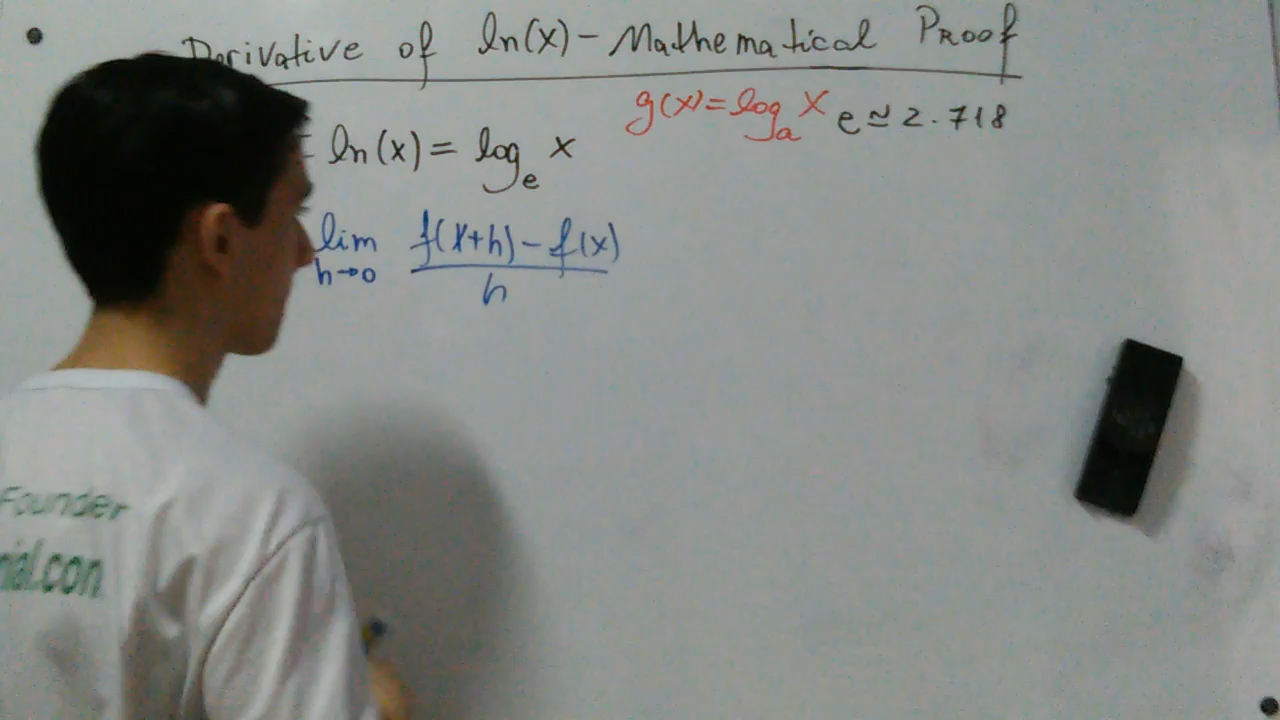 Derivative of ln(x) - Mathematical Proof
g(x) = log_a x
e ≃ 2.718
= ln(x) = log_e x
lim h→0 f(x+h) - f(x) / h
Founder